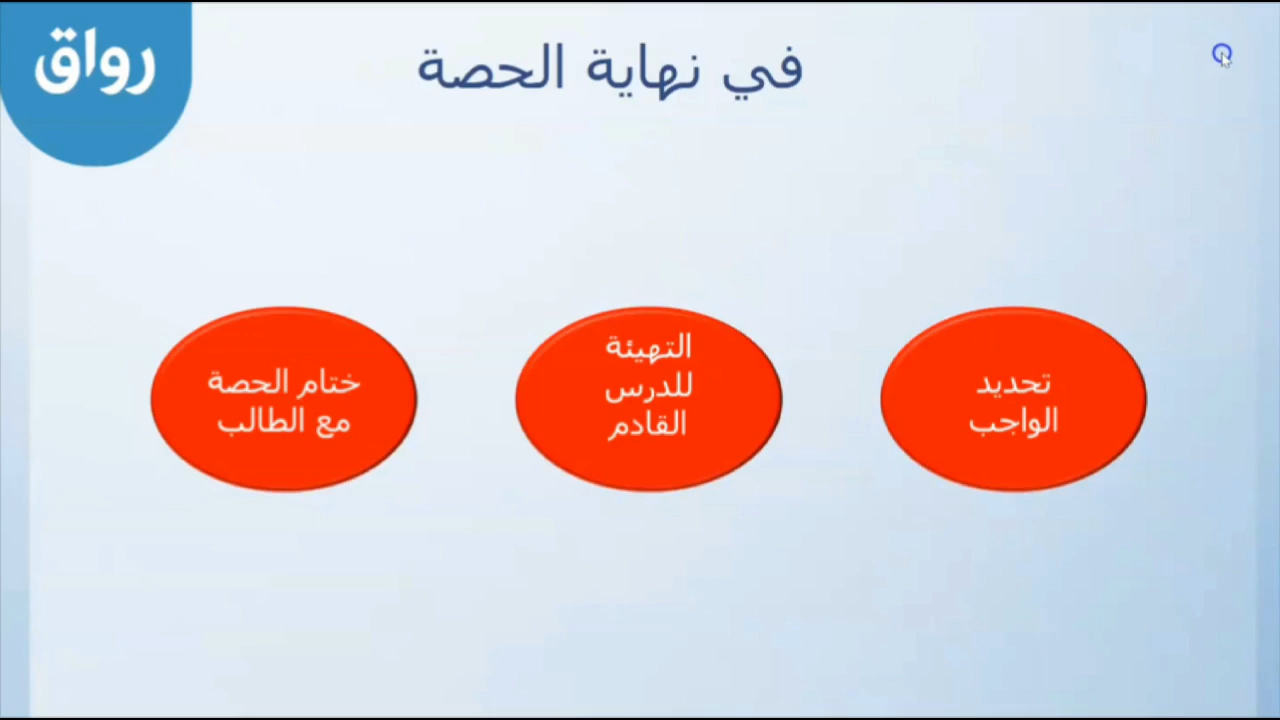 رواق
في نهاية الحصة
تحديد
الواجب
التهيئة
للدرس
القادم
ختام الحصة
مع الطالب